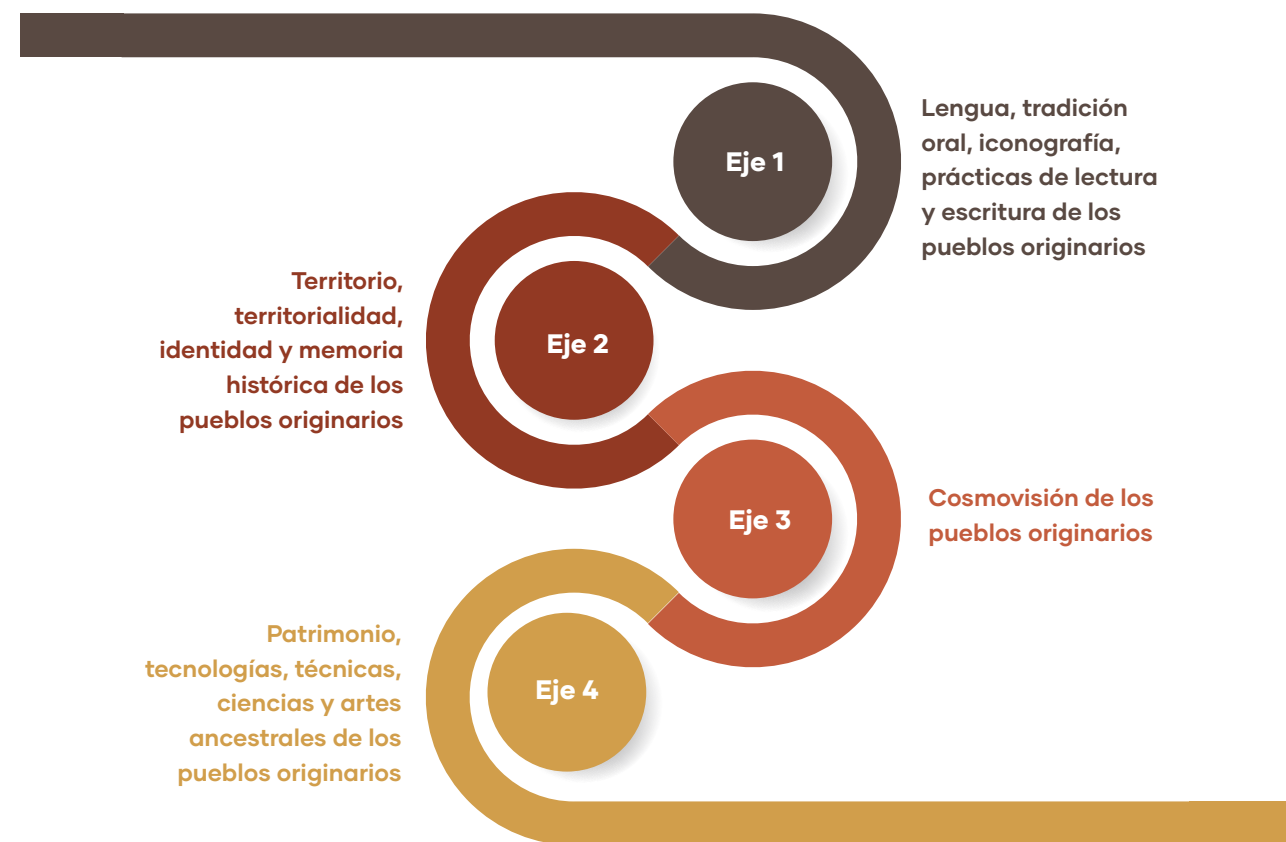 Eje 1
Lengua, tradición
oral, iconografía,
prácticas de lectura
y escritura de los
pueblos originarios
Eje 2
Territorio,
territorialidad,
identidad y memoria
histórica de los
pueblos originarios
Eje 3
Cosmovisión de los
pueblos originarios
Eje 4
Patrimonio,
tecnologías, técnicas,
ciencias y artes
ancestrales de los
pueblos originarios